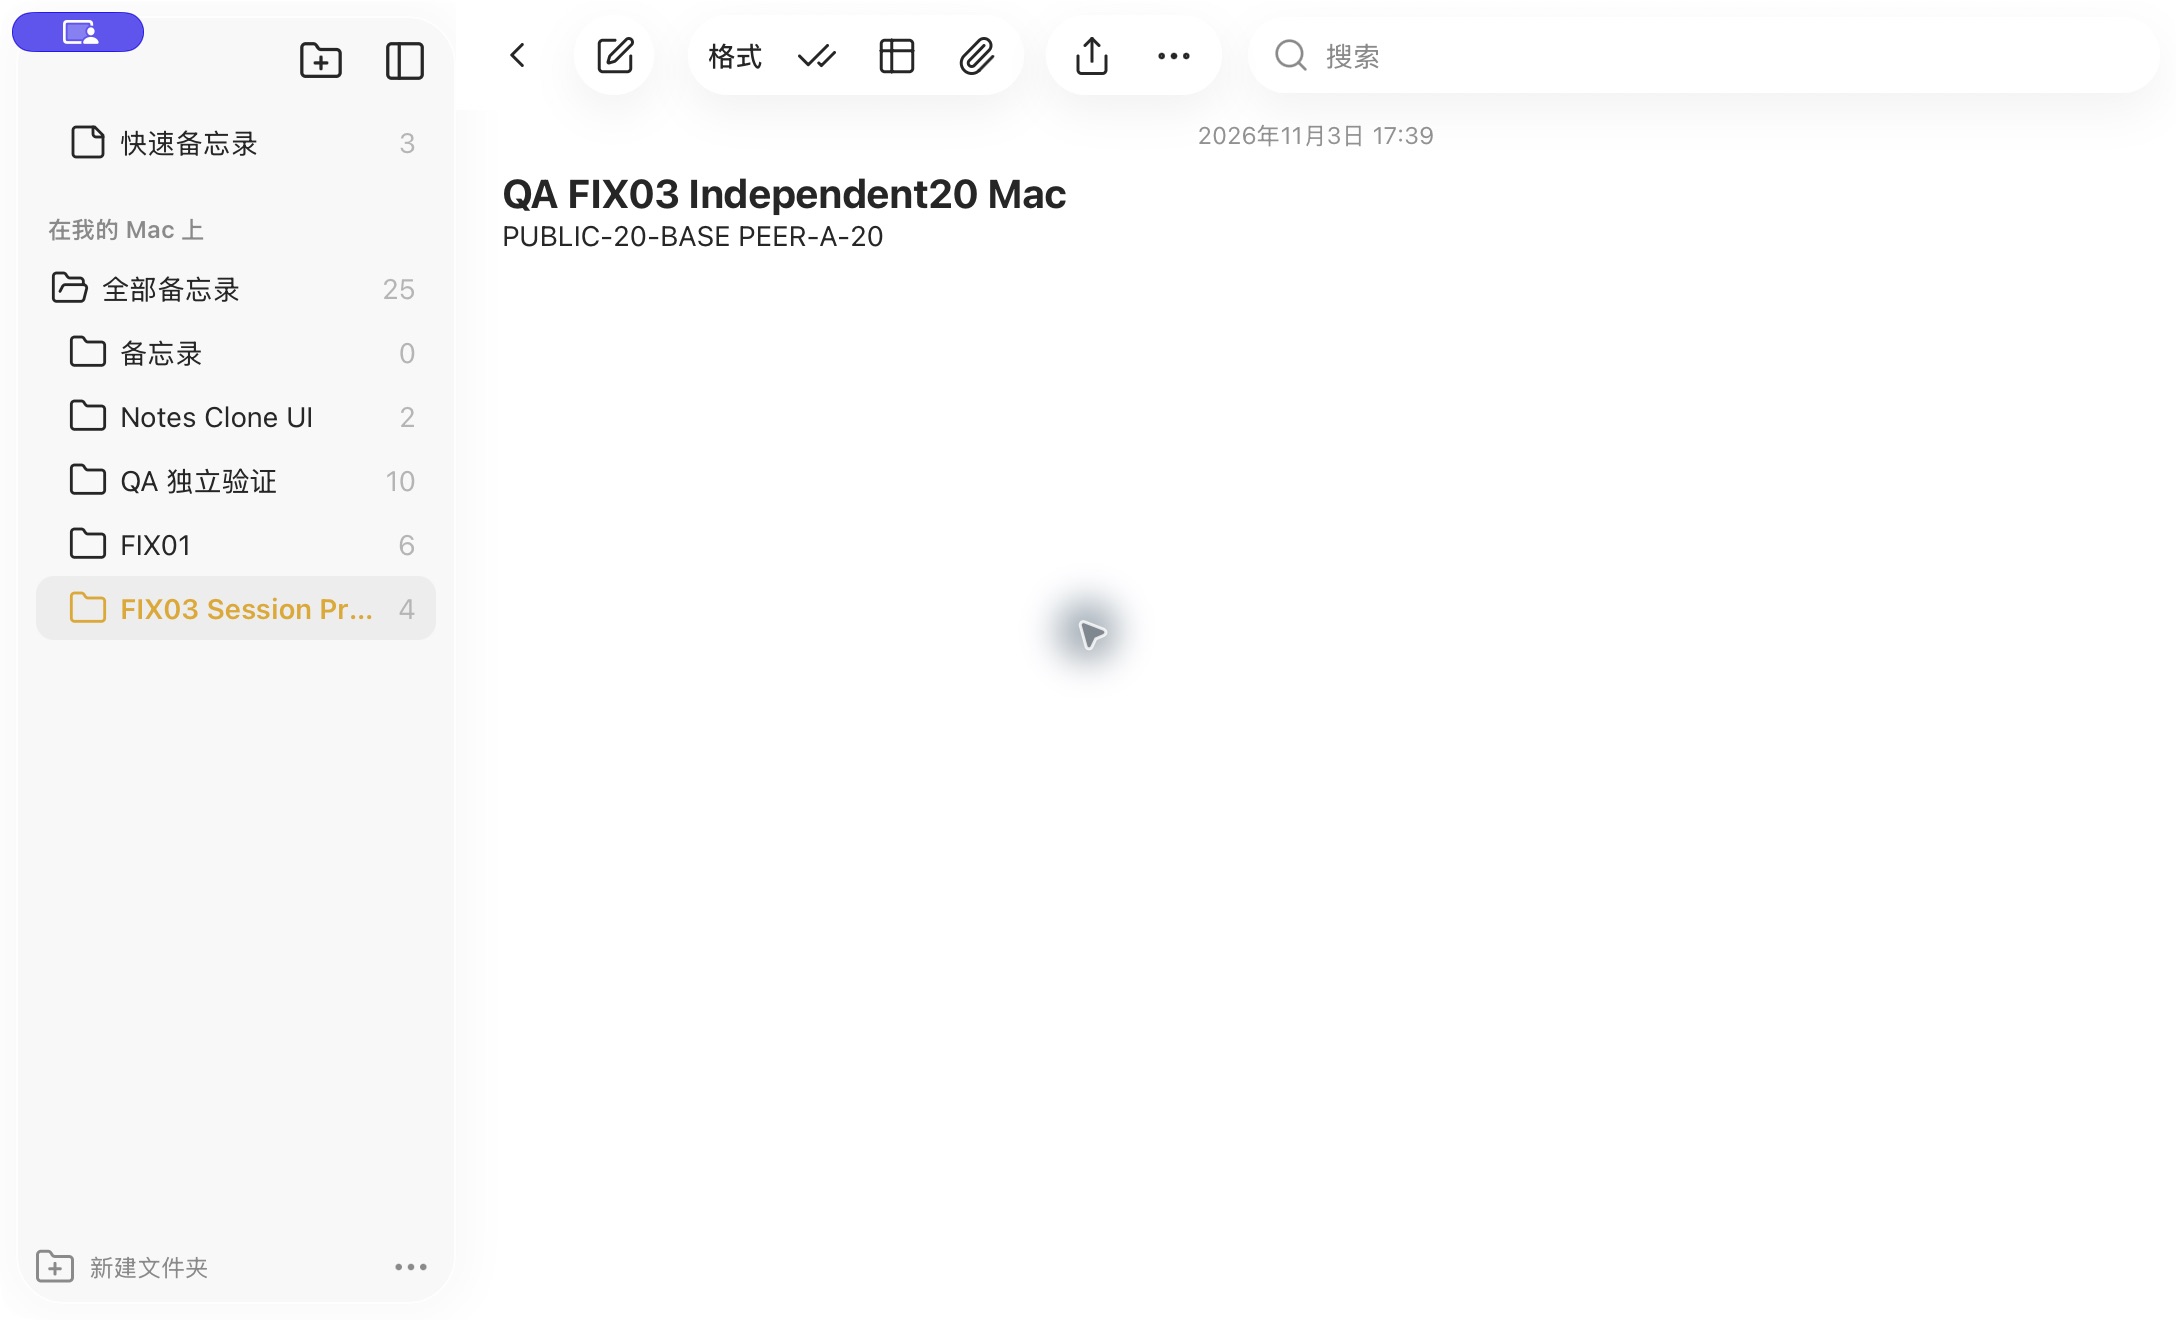 快速备忘录 3
在我的 Mac 上
全部备忘录 25
备忘录 0
Notes Clone UI 2
QA 独立验证 10
FIX01 6
FIX03 Session Pr... 4
新建文件夹
格式
搜索
2026年11月3日 17:39
QA FIX03 Independent20 Mac
PUBLIC-20-BASE PEER-A-20